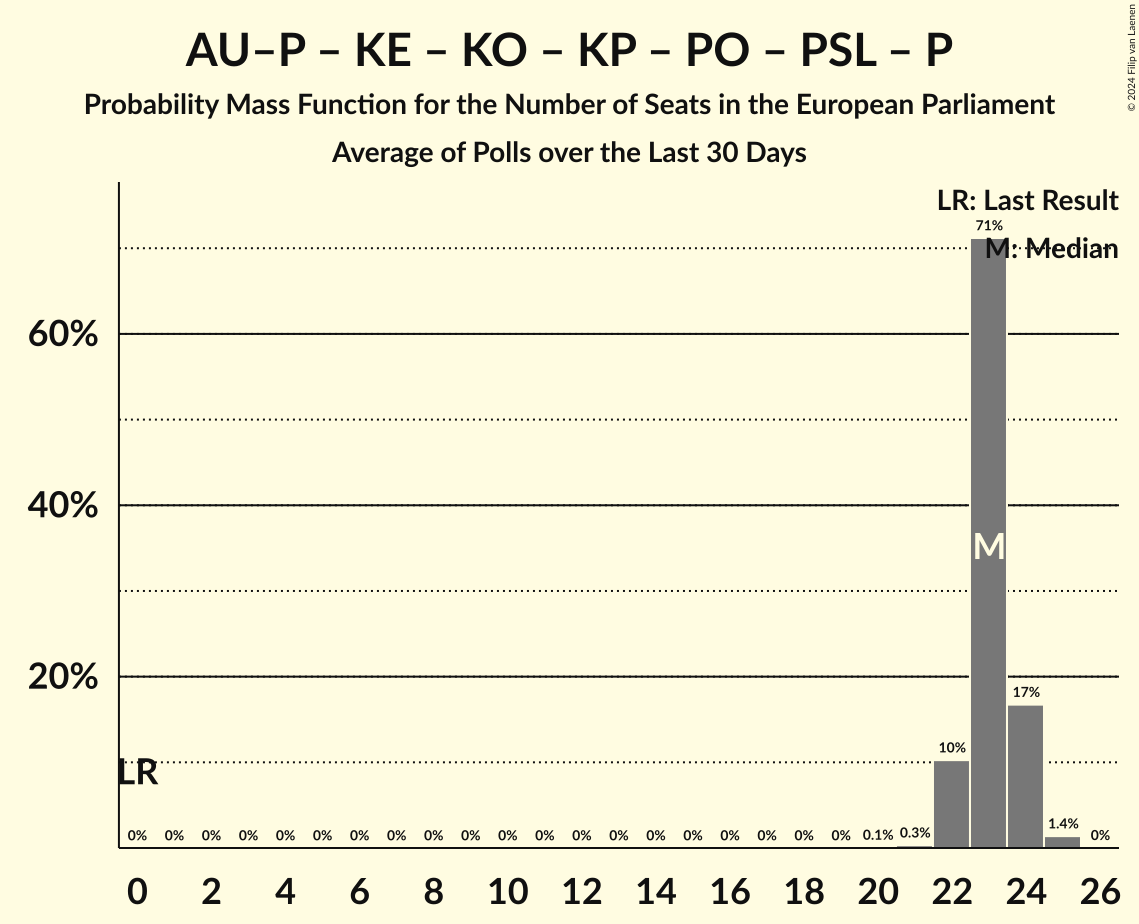 AU–P – KE – KO – KP – PO – PSL – P
Probability Mass Function for the Number of Seats in the European Parliament
Average of Polls over the Last 30 Days
© 2024 Filip van Laenen
LR: Last Result
M: Median
71%
60%
40%
M
20%
17%
10%
LR
0% 0% 0% 0% 0% 0% 0% 0% 0% 0% 0% 0% 0% 0% 0% 0% 0% 0% 0% 0% 0.1% 0.3% 1.4% 0%
0 2 4 6 8 10 12 14 16 18 20 22 24 26